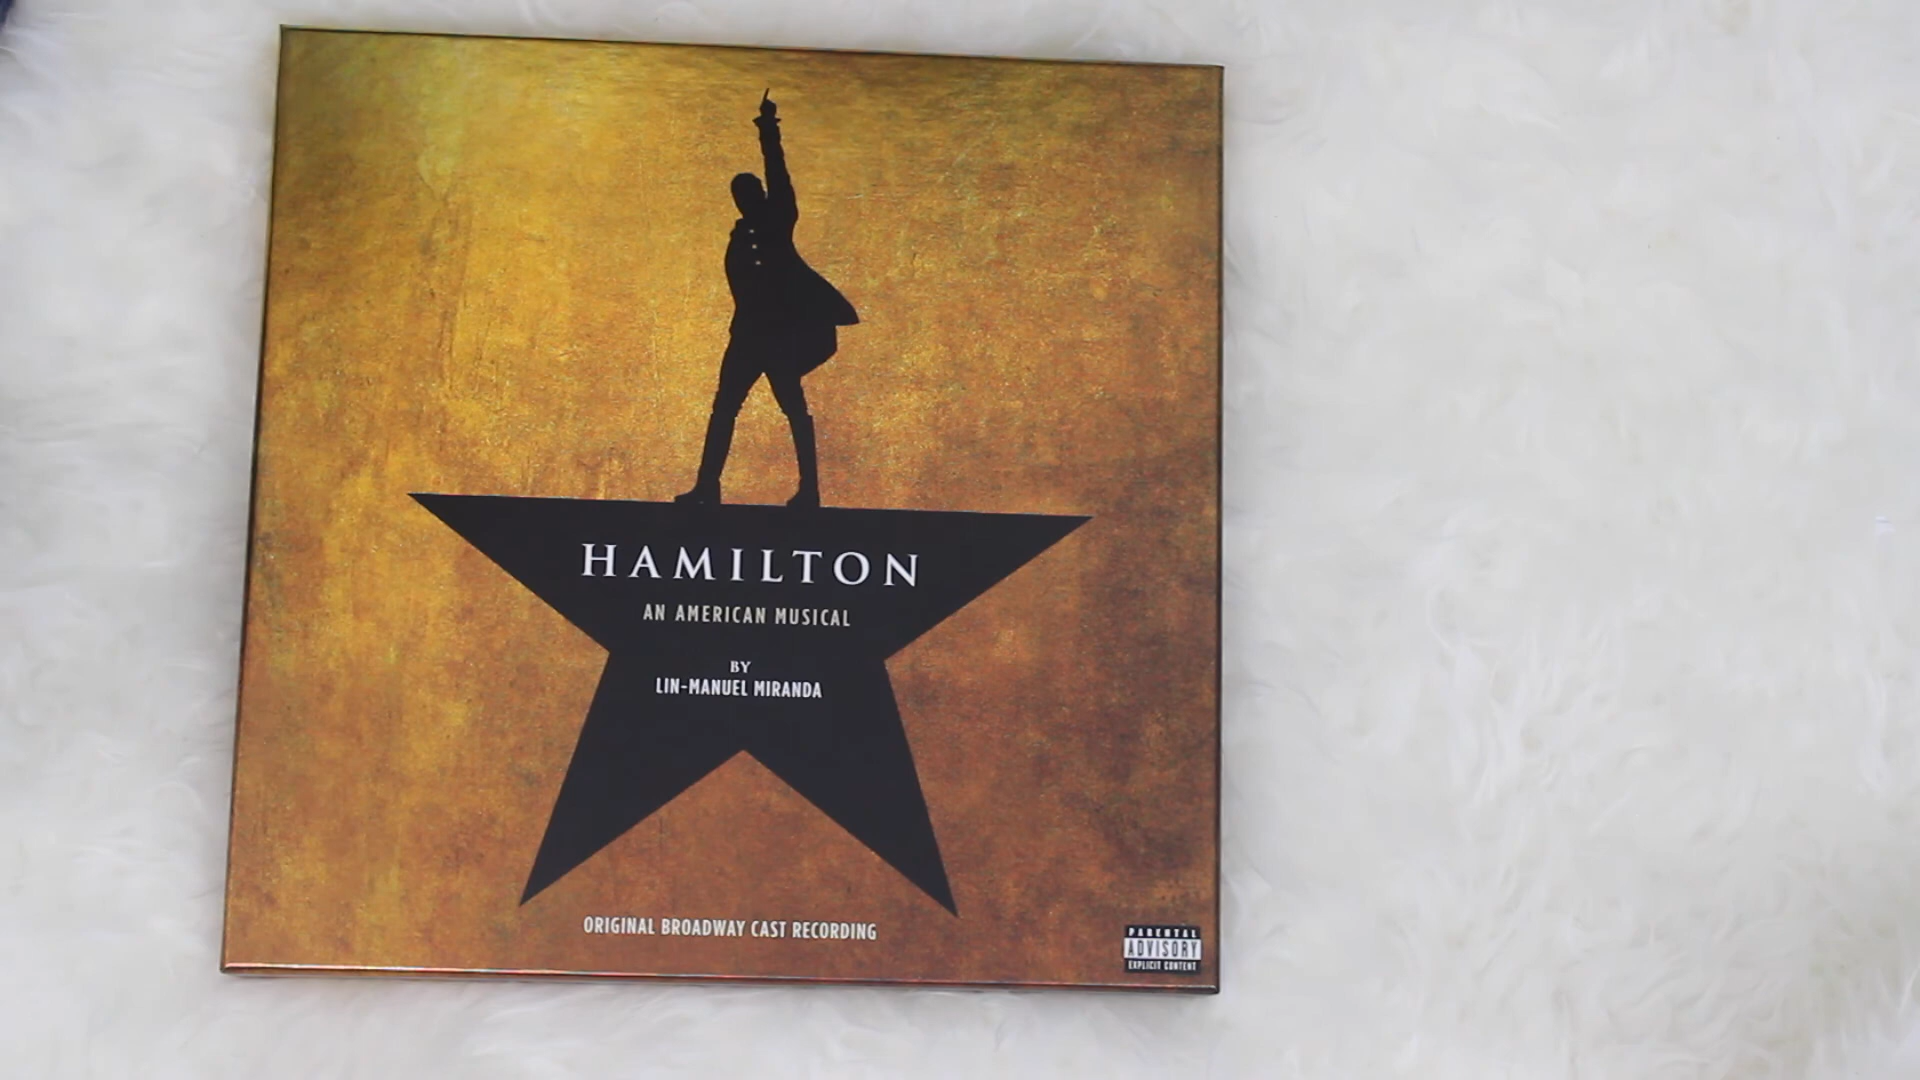 HAMILTON
AN AMERICAN MUSICAL
BY
LIN-MANUEL MIRANDA
ORIGINAL BROADWAY CAST RECORDING
PARENTAL
ADVISORY
EXPLICIT CONTENT